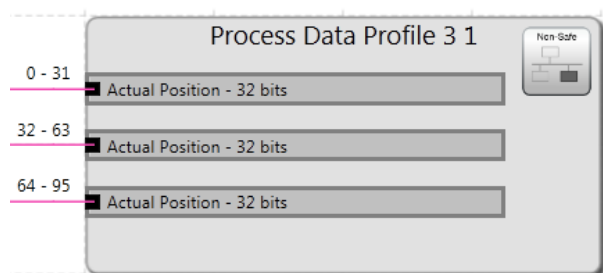 Process Data Profile 3 1
Non-Safe
0 - 31
Actual Position - 32 bits
32 - 63
Actual Position - 32 bits
64 - 95
Actual Position - 32 bits